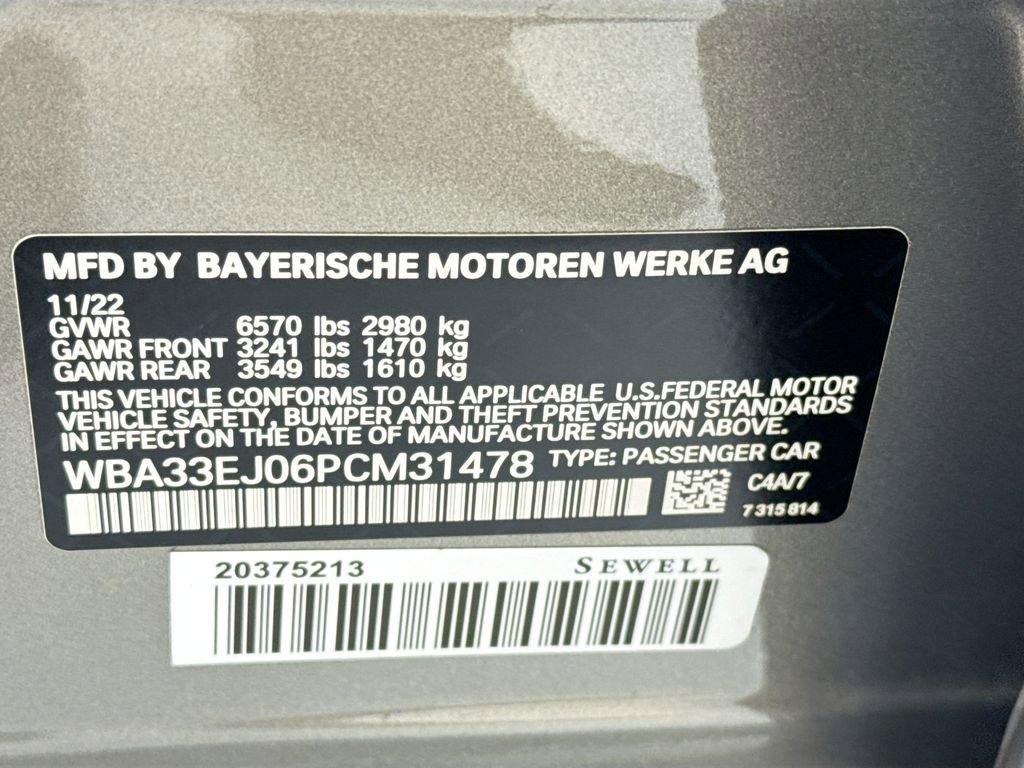 MFD BY BAYERISCHE MOTOREN WERKE AG
11/22
GVWR 6570 lbs 2980 kg
GAWR FRONT 3241 lbs 1470 kg
GAWR REAR 3549 lbs 1610 kg
THIS VEHICLE CONFORMS TO ALL APPLICABLE U.S.FEDERAL MOTOR
VEHICLE SAFETY, BUMPER AND THEFT PREVENTION STANDARDS
IN EFFECT ON THE DATE OF MANUFACTURE SHOWN ABOVE.
WBA33EJ06PCM31478 TYPE: PASSENGER CAR
C4A/7
7315814
20375213 SEWELL